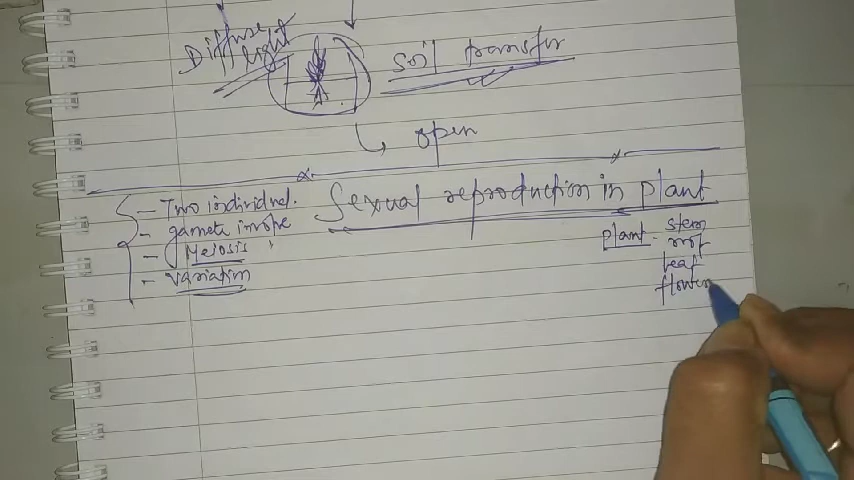 Diffuse
light
soil transfer
open
Sexual reproduction in plant
- Two individual.
- gamete involve
- Meiosis
- variation
plant - stem
root
leaf
flower